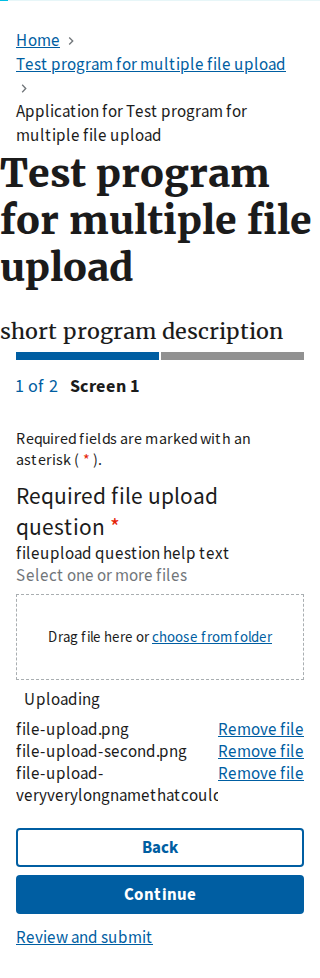 Home
Test program for multiple file upload
Application for Test program for
multiple file upload
Test program
for multiple file
upload
short program description
1 of 2 Screen 1
Required fields are marked with an
asterisk ( * ).
Required file upload
question *
fileupload question help text
Select one or more files
Drag file here or choose from folder
Uploading
file-upload.png Remove file
file-upload-second.png Remove file
file-upload- Remove file
veryverylongnamethatcould
Back
Continue
Review and submit